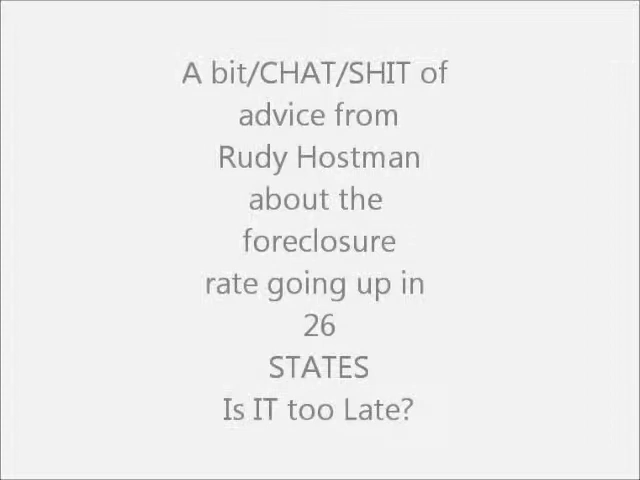 A bit/CHAT/SHIT of
advice from
Rudy Hostman
about the
foreclosure
rate going up in
26
STATES
Is IT too Late?